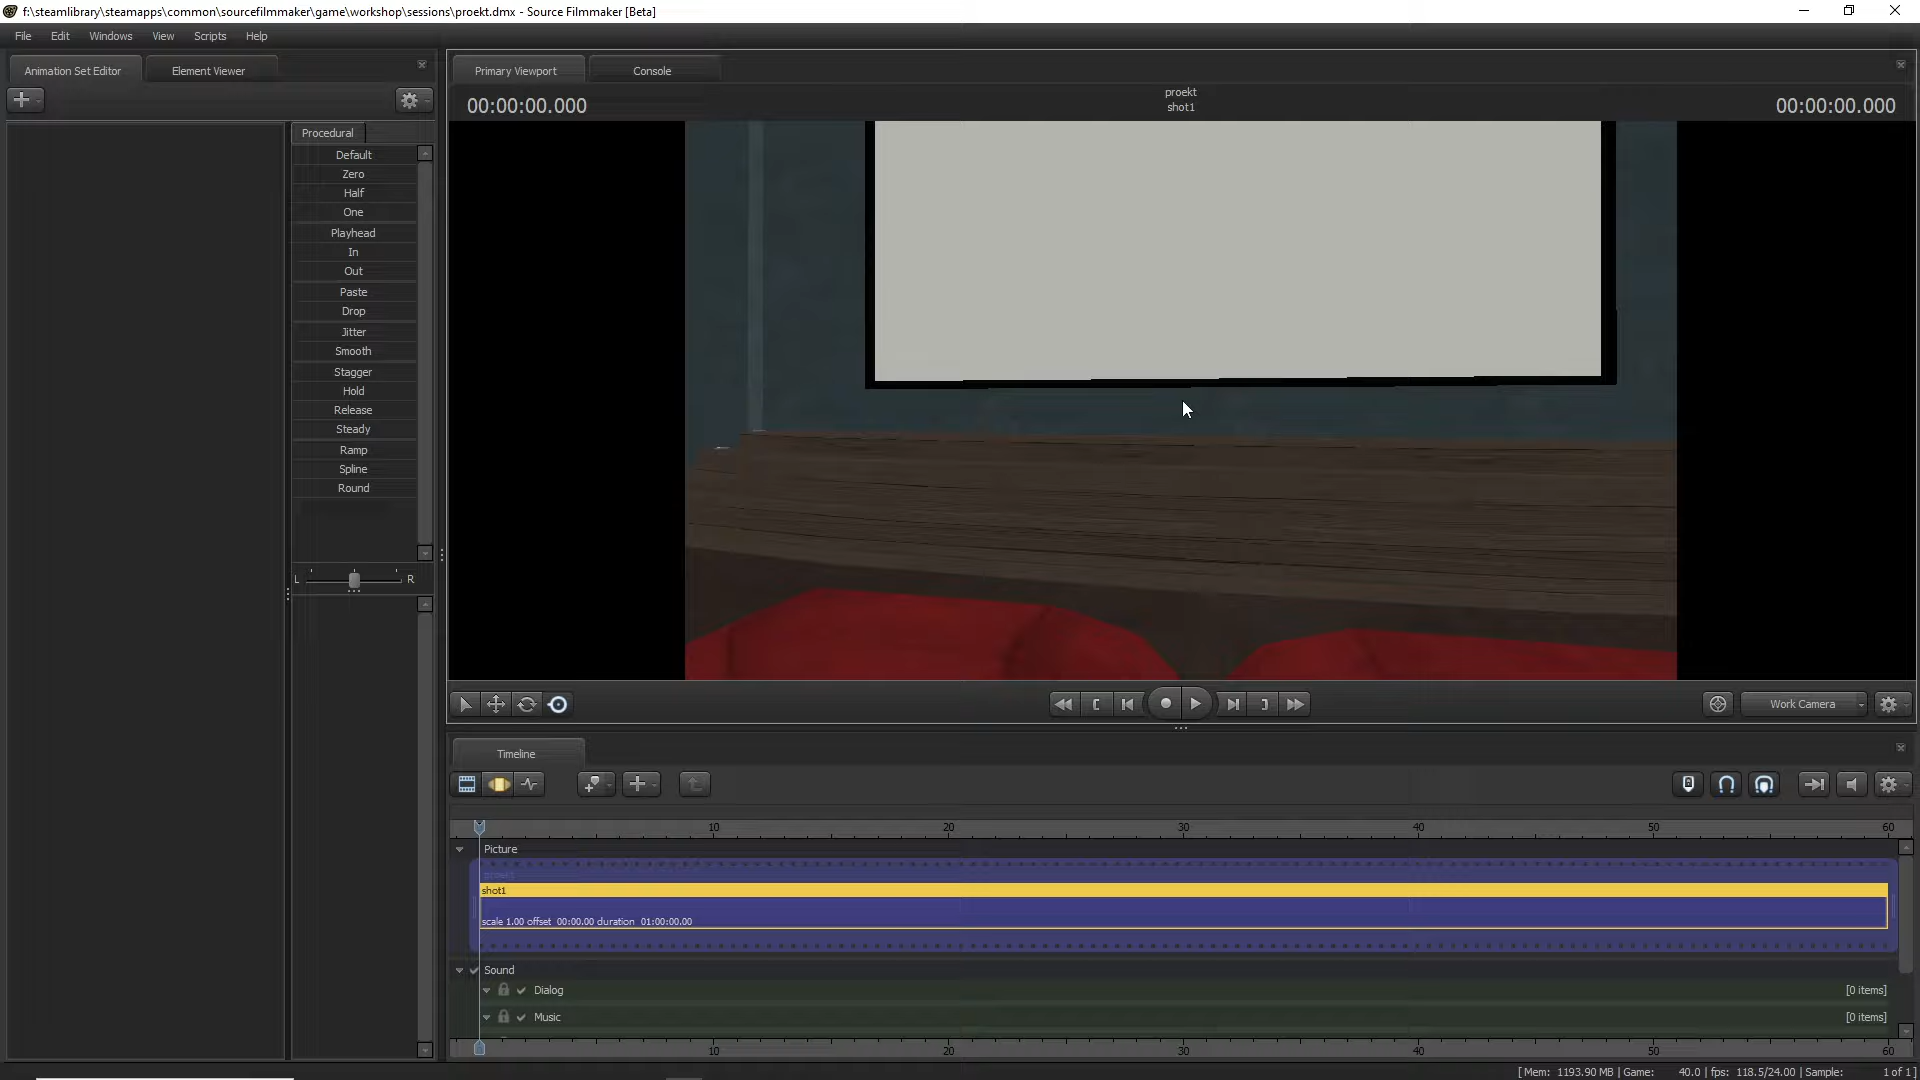 f:\steamlibrary\steamapps\common\sourcefilmmaker\game\workshop\sessions\proekt.dmx - Source Filmmaker [Beta]
File Edit Windows View Scripts Help
Animation Set Editor Element Viewer
Primary Viewport Console
00:00:00.000
proekt
shot1
00:00:00.000
Procedural
Default
Zero
Half
One
Playhead
In
Out
Paste
Drop
Jitter
Smooth
Stagger
Hold
Release
Steady
Ramp
Spline
Round
L R
Work Camera
Timeline
10 20 30 40 50 60
Picture
proekt
shot1
scale 1.00 offset 00:00.00 duration 01:00:00.00
Sound
Dialog [0 items]
Music [0 items]
10 20 30 40 50 60
[ Mem: 1193.90 MB | Game: 40.0 | fps: 118.5/24.00 | Sample: 1 of 1 ]